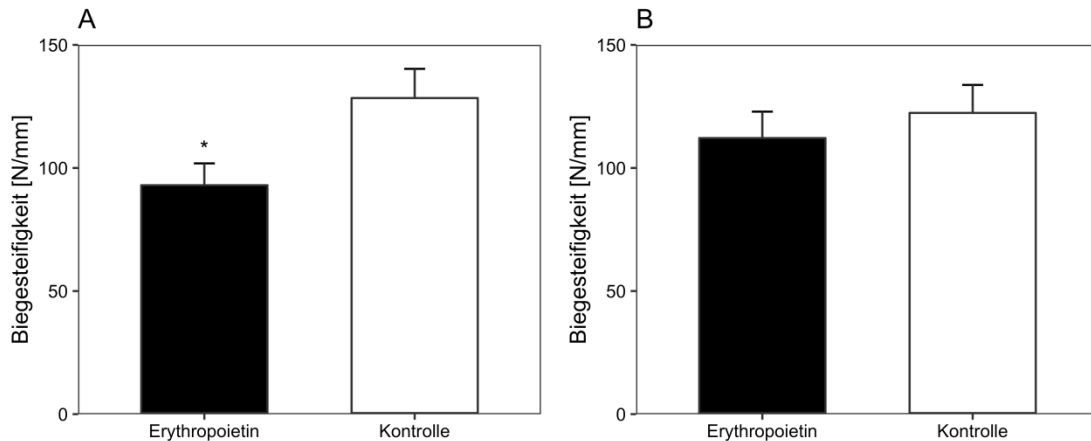 A
Biegesteifigkeit [N/mm]
150
100
50
0
*
Erythropoietin
Kontrolle
B
Biegesteifigkeit [N/mm]
150
100
50
0
Erythropoietin
Kontrolle